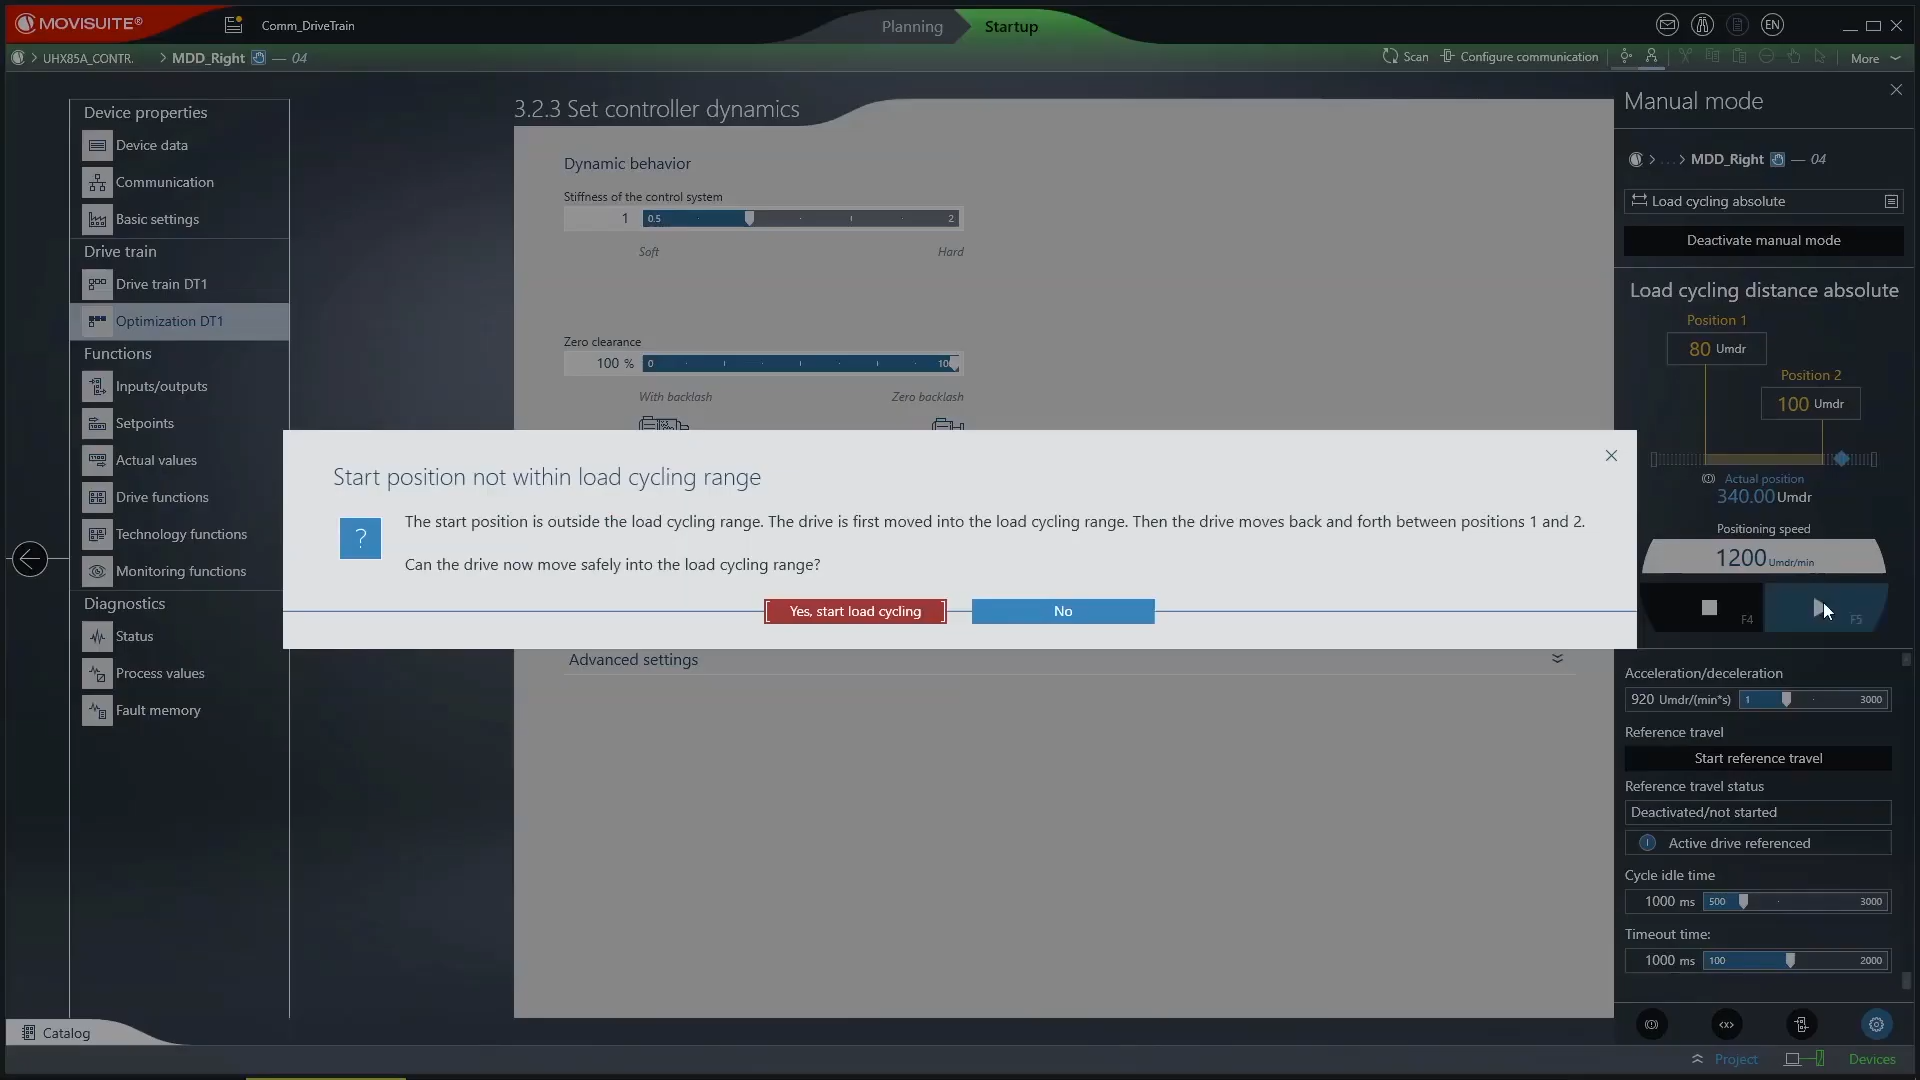 MOVISUITE®
Comm_DriveTrain
Planning
Startup
EN
UHX85A_CONTR.
MDD_Right
— 04
Scan
Configure communication
More
Device properties
Device data
Communication
Basic settings
Drive train
Drive train DT1
Optimization DT1
Functions
Inputs/outputs
Setpoints
Actual values
Drive functions
Technology functions
Monitoring functions
Diagnostics
Status
Process values
Fault memory
Catalog
3.2.3 Set controller dynamics
Dynamic behavior
Stiffness of the control system
1
0.5
2
Soft
Hard
Zero clearance
100 %
0
With backlash
Zero backlash
Start position not within load cycling range
?
The start position is outside the load cycling range. The drive is first moved into the load cycling range. Then the drive moves back and forth between positions 1 and 2.
Can the drive now move safely into the load cycling range?
Yes, start load cycling
No
Advanced settings
Manual mode
> . . . > MDD_Right — 04
Load cycling absolute
Deactivate manual mode
Load cycling distance absolute
Position 1
80 Umdr
Position 2
100 Umdr
Actual position
340.00 Umdr
Positioning speed
1200 Umdr/min
F4
F5
Acceleration/deceleration
920 Umdr/(min*s)
1
3000
Reference travel
Start reference travel
Reference travel status
Deactivated/not started
Active drive referenced
Cycle idle time
1000 ms
500
3000
Timeout time:
1000 ms
100
2000
Project
Devices